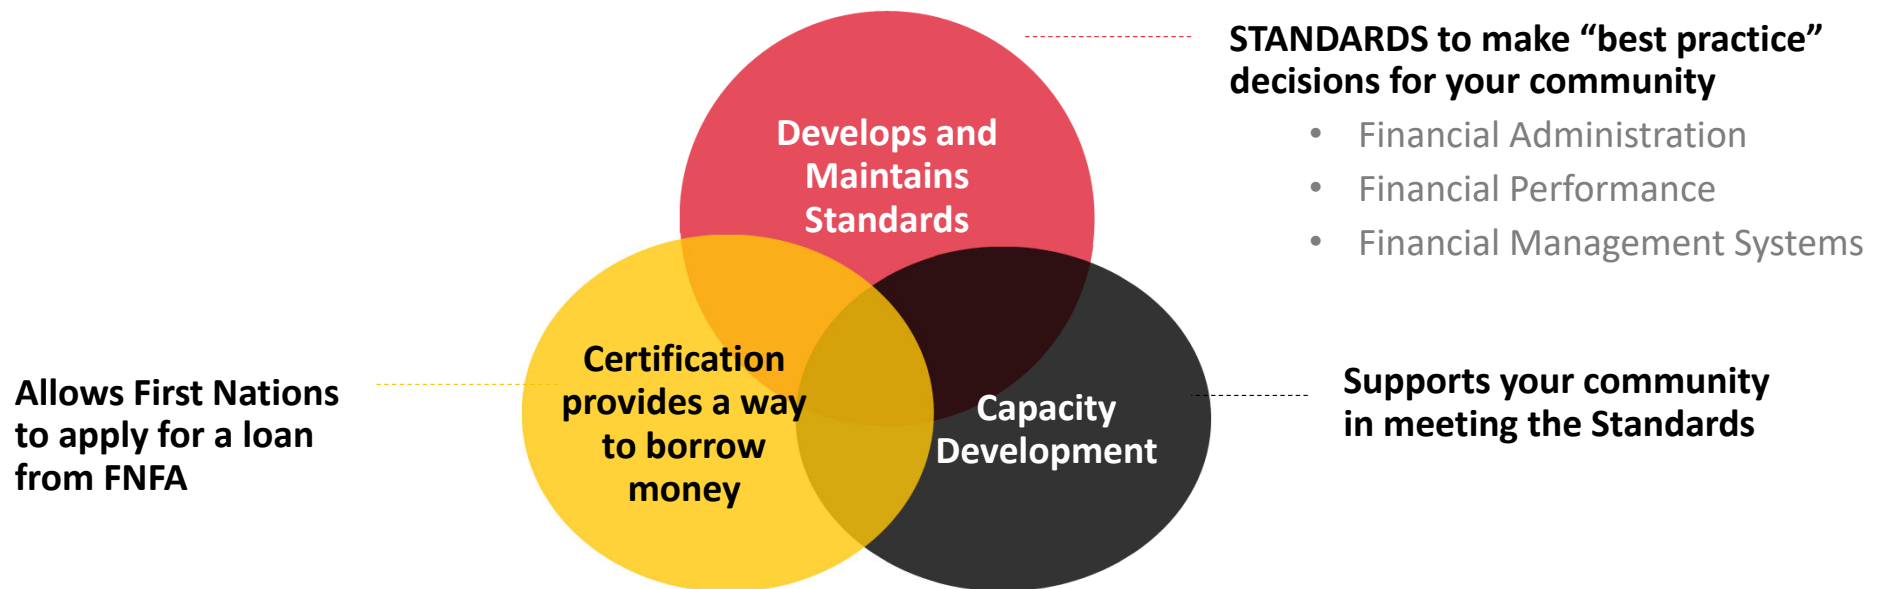 STANDARDS to make “best practice”
decisions for your community
• Financial Administration
• Financial Performance
• Financial Management Systems
Develops and
Maintains
Standards
Certification
provides a way
to borrow
money
Capacity
Development
Allows First Nations
to apply for a loan
from FNFA
Supports your community
in meeting the Standards